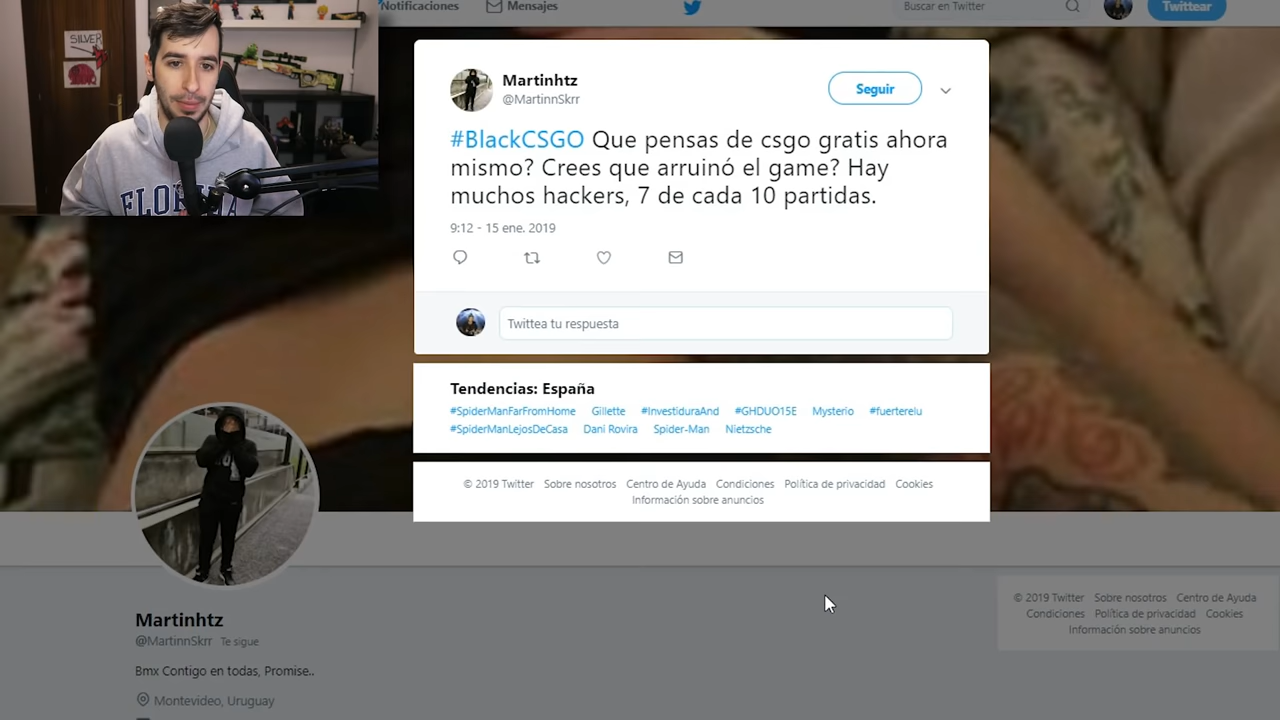 Notificaciones
Mensajes
Buscar en Twitter
Twittear
SILVER
FLORIDA
Martinhtz
@MartinnSkrr
Seguir
#BlackCSGO Que pensas de csgo gratis ahora
mismo? Crees que arruinó el game? Hay
muchos hackers, 7 de cada 10 partidas.
9:12 - 15 ene. 2019
Twittea tu respuesta
Tendencias: España
#SpiderManFarFromHome Gillette #InvestiduraAnd #GHDUO15E Mysterio #fuertereiu
#SpiderManLejosDeCasa Dani Rovira Spider-Man Nietzsche
© 2019 Twitter Sobre nosotros Centro de Ayuda Condiciones Política de privacidad Cookies
Información sobre anuncios
Martinhtz
@MartinnSkrr Te sigue
Bmx Contigo en todas, Promise..
Montevideo, Uruguay
© 2019 Twitter Sobre nosotros Centro de Ayuda
Condiciones Política de privacidad Cookies
Información sobre anuncios